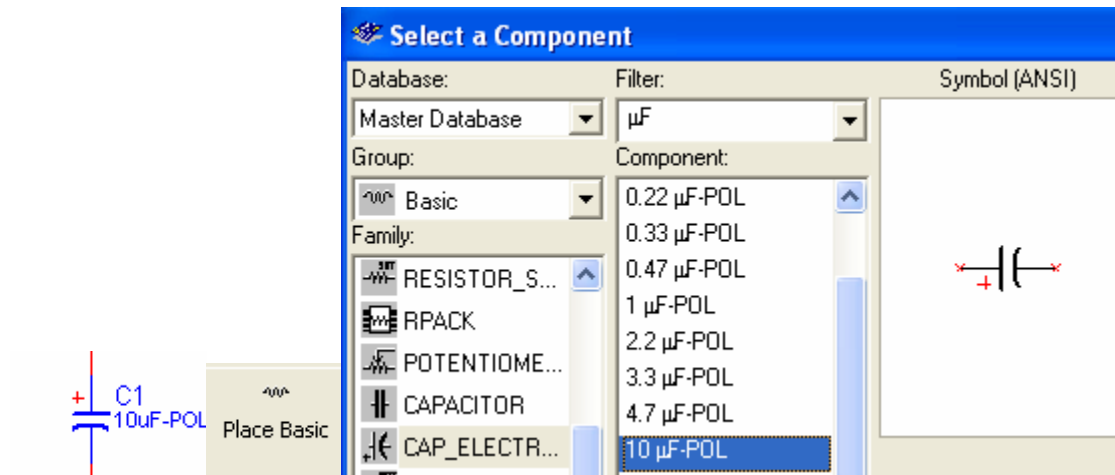 Select a Component
Database:
Filter:
Symbol (ANSI)
Master Database
µF
Group:
Component:
Basic
Family:
0.22 µF-POL
0.33 µF-POL
0.47 µF-POL
1 µF-POL
2.2 µF-POL
3.3 µF-POL
4.7 µF-POL
10 µF-POL
RESISTOR_S...
RPACK
POTENTIOME...
CAPACITOR
CAP_ELECTR...
+
+
C1
10uF-POL
Place Basic